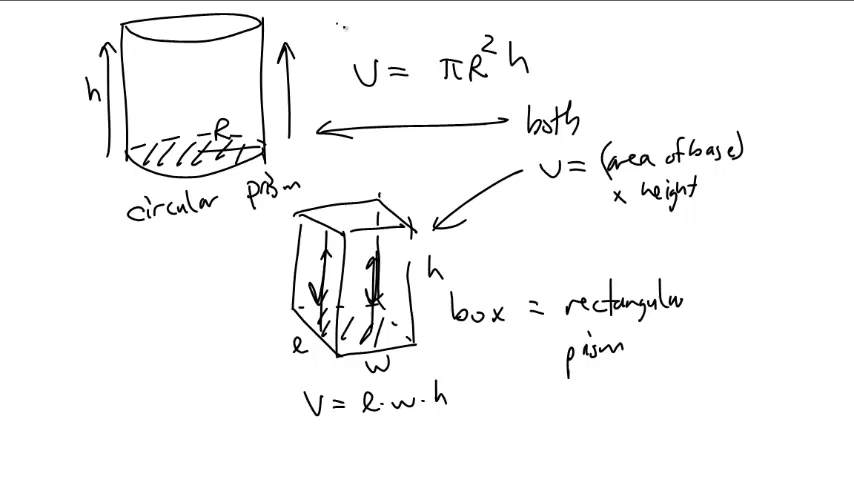 h
R
V = πR²h
both
circular prism
V = (area of base)
x height
h
box = rectangular
prism
l
w
V = l·w·h